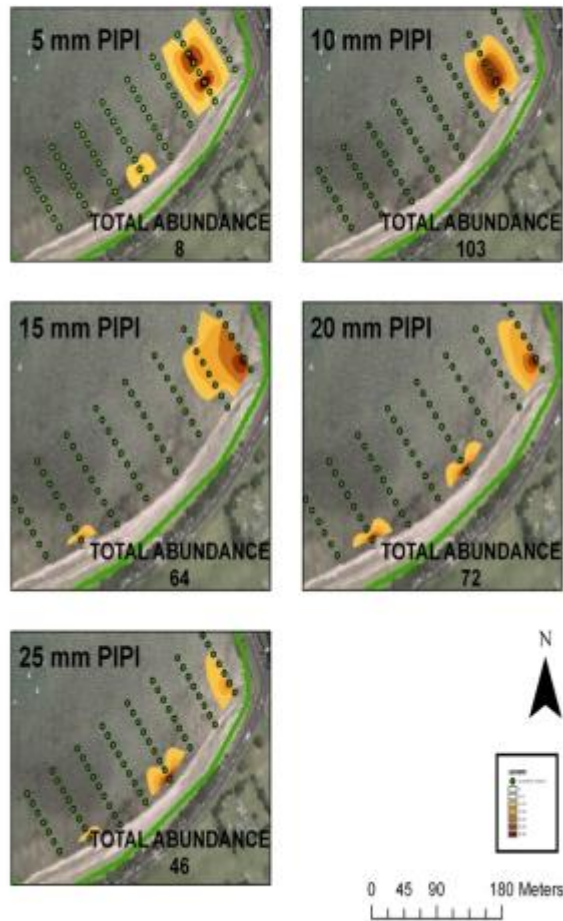 5 mm PIPI
TOTAL ABUNDANCE
8
10 mm PIPI
TOTAL ABUNDANCE
103
15 mm PIPI
TOTAL ABUNDANCE
64
20 mm PIPI
TOTAL ABUNDANCE
72
25 mm PIPI
TOTAL ABUNDANCE
46
N
0 45 90 180 Meters